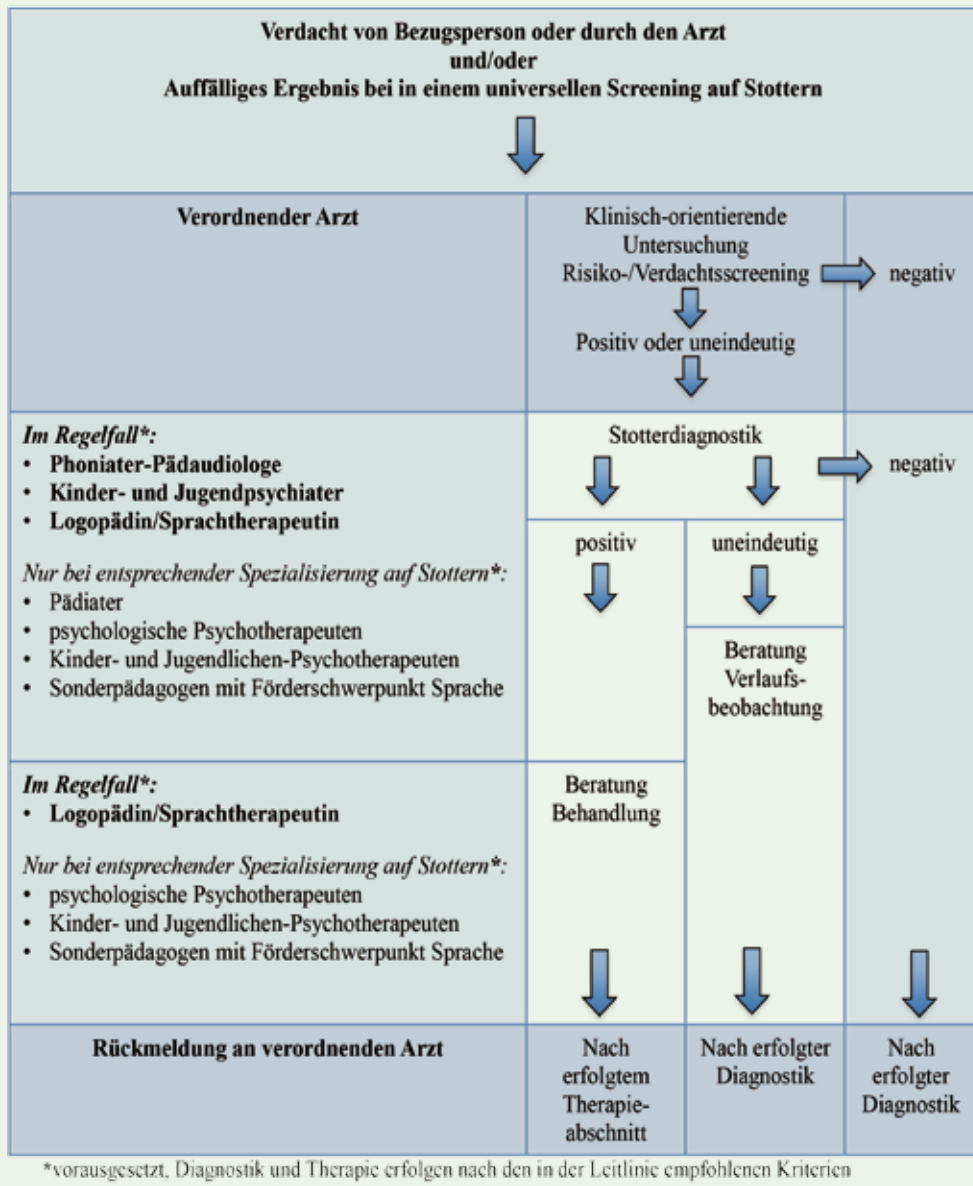 Verdacht von Bezugsperson oder durch den Arzt
und/oder
Auffälliges Ergebnis bei in einem universellen Screening auf Stottern
Verordnender Arzt
Klinisch-orientierende
Untersuchung
Risiko-/Verdachtsscreening
negativ
Positiv oder uneindeutig
Im Regelfall*:
• Phoniater-Pädaudiologe
• Kinder- und Jugendpsychiater
• Logopädin/Sprachtherapeutin
Nur bei entsprechender Spezialisierung auf Stottern*:
• Pädiater
• psychologische Psychotherapeuten
• Kinder- und Jugendlichen-Psychotherapeuten
• Sonderpädagogen mit Förderschwerpunkt Sprache
Stotterdiagnostik
negativ
positiv
uneindeutig
Beratung
Verlaufs-
beobachtung
Im Regelfall*:
• Logopädin/Sprachtherapeutin
Nur bei entsprechender Spezialisierung auf Stottern*:
• psychologische Psychotherapeuten
• Kinder- und Jugendlichen-Psychotherapeuten
• Sonderpädagogen mit Förderschwerpunkt Sprache
Beratung
Behandlung
Rückmeldung an verordnenden Arzt
Nach
erfolgtem
Therapie-
abschnitt
Nach erfolgter
Diagnostik
Nach
erfolgter
Diagnostik
*vorausgesetzt, Diagnostik und Therapie erfolgen nach den in der Leitlinie empfohlenen Kriterien